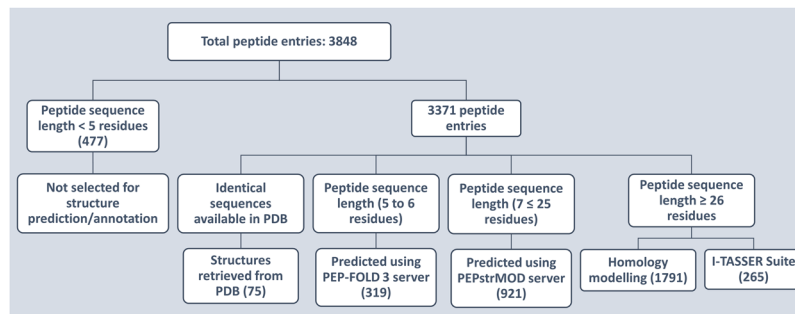 Total peptide entries: 3848
Peptide sequence
length < 5 residues
(477)
3371 peptide
entries
Not selected for
structure
prediction/annotation
Identical
sequences
available in PDB
Peptide sequence
length (5 to 6
residues)
Peptide sequence
length (7 ≤ 25
residues)
Peptide sequence
length ≥ 26
residues
Structures
retrieved from
PDB (75)
Predicted using
PEP-FOLD 3 server
(319)
Predicted using
PEPstrMOD server
(921)
Homology
modelling (1791)
I-TASSER Suite
(265)